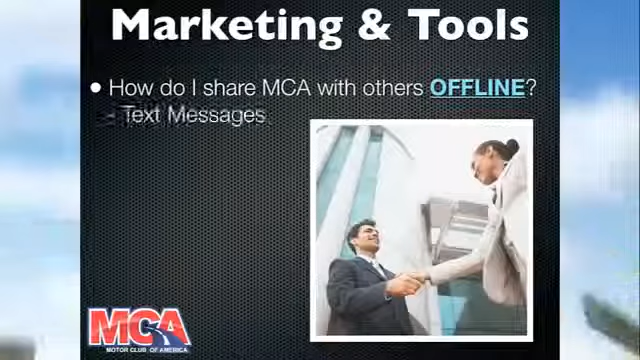 Marketing & Tools
• How do I share MCA with others OFFLINE?
- Text Messages
MCA
MOTOR CLUB OF AMERICA